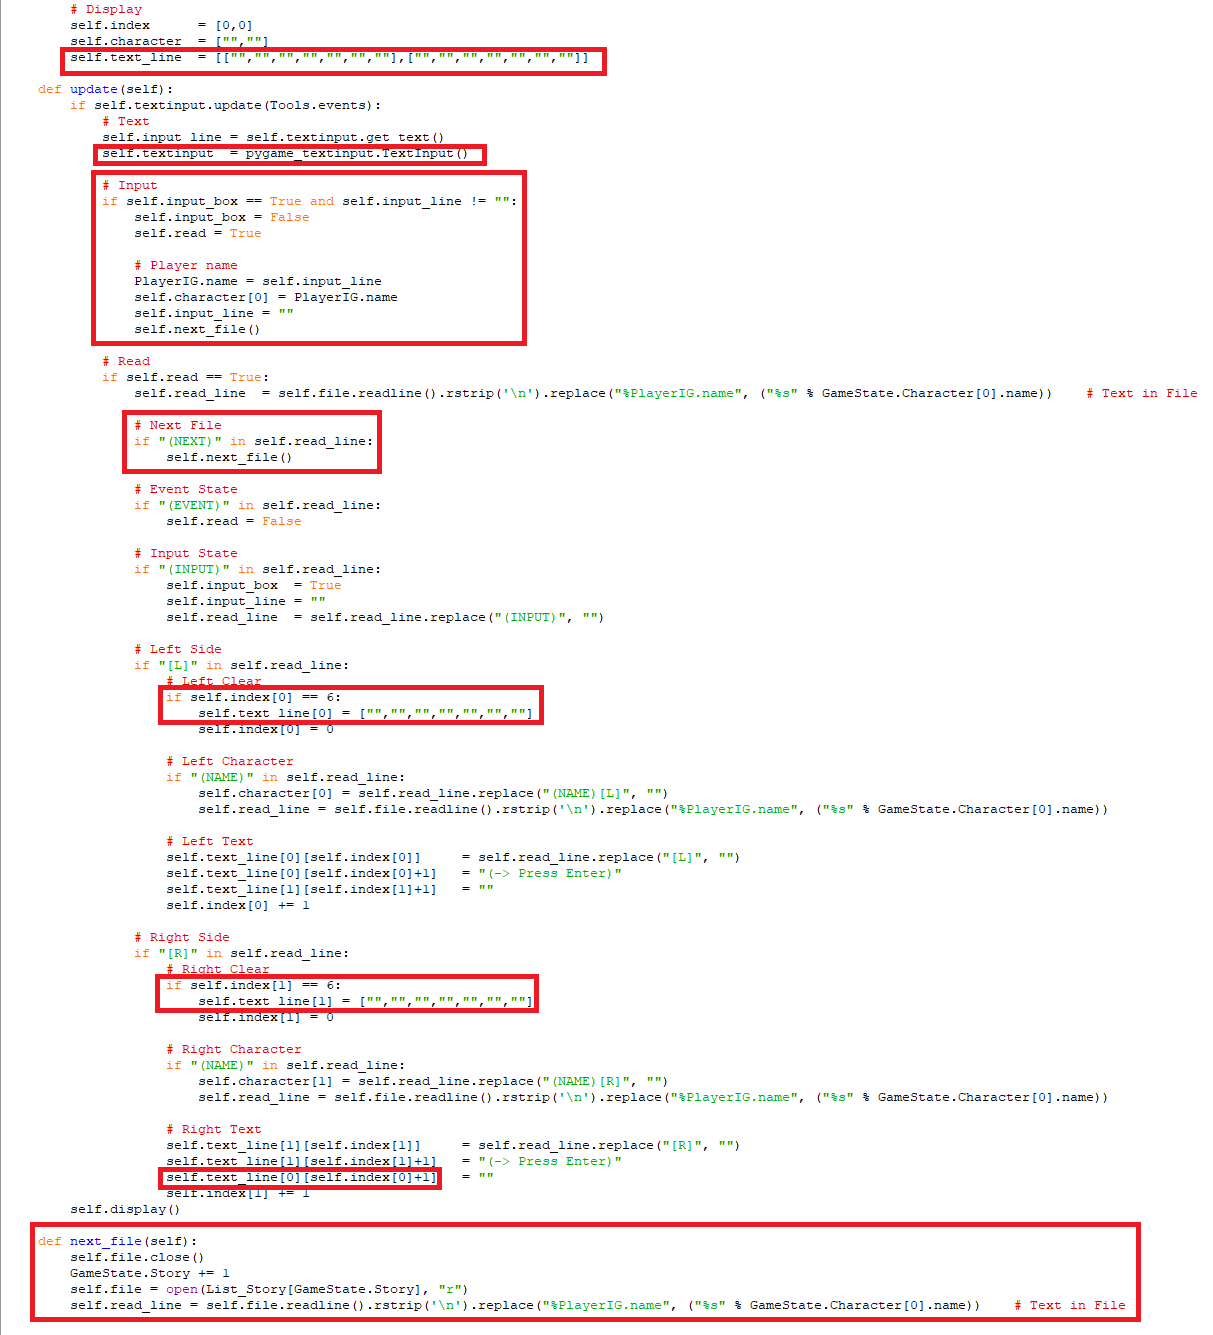 # Display
self.index      = [0,0]
self.character  = ["",""]
self.text_line  = [["","","","","","",""],["","","","","","",""]]
def update(self):
    if self.textinput.update(Tools.events):
        # Text
        self.input_line = self.textinput.get_text()
        self.textinput  = pygame_textinput.TextInput()
        # Input
        if self.input_box == True and self.input_line != "":
            self.input_box = False
            self.read = True
            # Player name
            PlayerIG.name = self.input_line
            self.character[0] = PlayerIG.name
            self.input_line = ""
            self.next_file()
        # Read
        if self.read == True:
            self.read_line  = self.file.readline().rstrip('\n').replace("%PlayerIG.name", ("%s" % GameState.Character[0].name))    # Text in File
            # Next File
            if "(NEXT)" in self.read_line:
                self.next_file()
            # Event State
            if "(EVENT)" in self.read_line:
                self.read = False
            # Input State
            if "(INPUT)" in self.read_line:
                self.input_box  = True
                self.input_line = ""
                self.read_line  = self.read_line.replace("(INPUT)", "")
            # Left Side
            if "[L]" in self.read_line:
                # Left Clear
                if self.index[0] == 6:
                    self.text_line[0] = ["","","","","","",""]
                    self.index[0] = 0
                # Left Character
                if "(NAME)" in self.read_line:
                    self.character[0] = self.read_line.replace("(NAME)[L]", "")
                    self.read_line = self.file.readline().rstrip('\n').replace("%PlayerIG.name", ("%s" % GameState.Character[0].name))
                # Left Text
                self.text_line[0][self.index[0]]     = self.read_line.replace("[L]", "")
                self.text_line[0][self.index[0]+1]   = "(-> Press Enter)"
                self.text_line[1][self.index[1]+1]   = ""
                self.index[0] += 1
            # Right Side
            if "[R]" in self.read_line:
                # Right Clear
                if self.index[1] == 6:
                    self.text_line[1] = ["","","","","","",""]
                    self.index[1] = 0
                # Right Character
                if "(NAME)" in self.read_line:
                    self.character[1] = self.read_line.replace("(NAME)[R]", "")
                    self.read_line = self.file.readline().rstrip('\n').replace("%PlayerIG.name", ("%s" % GameState.Character[0].name))
                # Right Text
                self.text_line[1][self.index[1]]     = self.read_line.replace("[R]", "")
                self.text_line[1][self.index[1]+1]   = "(-> Press Enter)"
                self.text_line[0][self.index[0]+1]   = ""
                self.index[1] += 1
    self.display()
def next_file(self):
    self.file.close()
    GameState.Story += 1
    self.file = open(List_Story[GameState.Story], "r")
    self.read_line = self.file.readline().rstrip('\n').replace("%PlayerIG.name", ("%s" % GameState.Character[0].name))    # Text in File